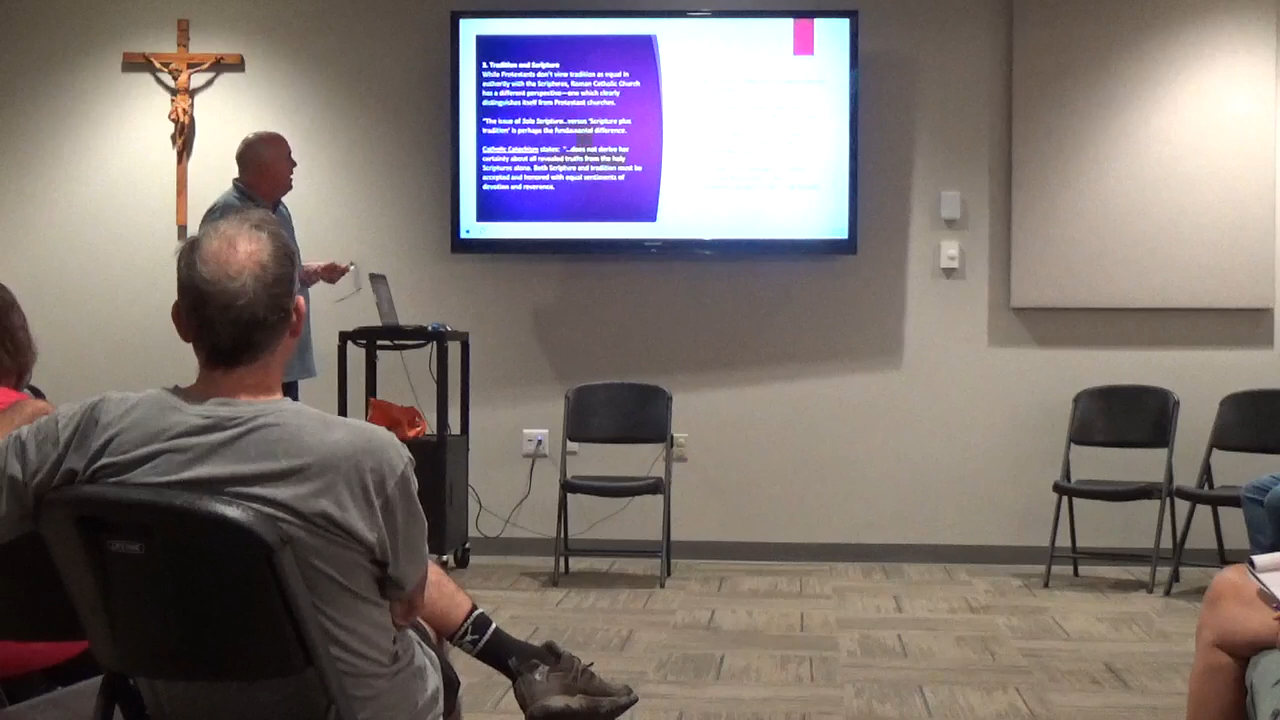 3. Tradition and Scripture
While Protestants don't view tradition as equal in
authority with the Scriptures, Roman Catholic Church
has a different perspective—one which clearly
distinguishes itself from Protestant churches.
"The issue of Sola Scriptura…versus 'Scripture plus
tradition' is perhaps the fundamental difference.
Catholic Catechism states: "…does not derive her
certainty about all revealed truths from the holy
Scriptures alone. Both Scripture and tradition must be
accepted and honored with equal sentiments of
devotion and reverence.
LIFETIME